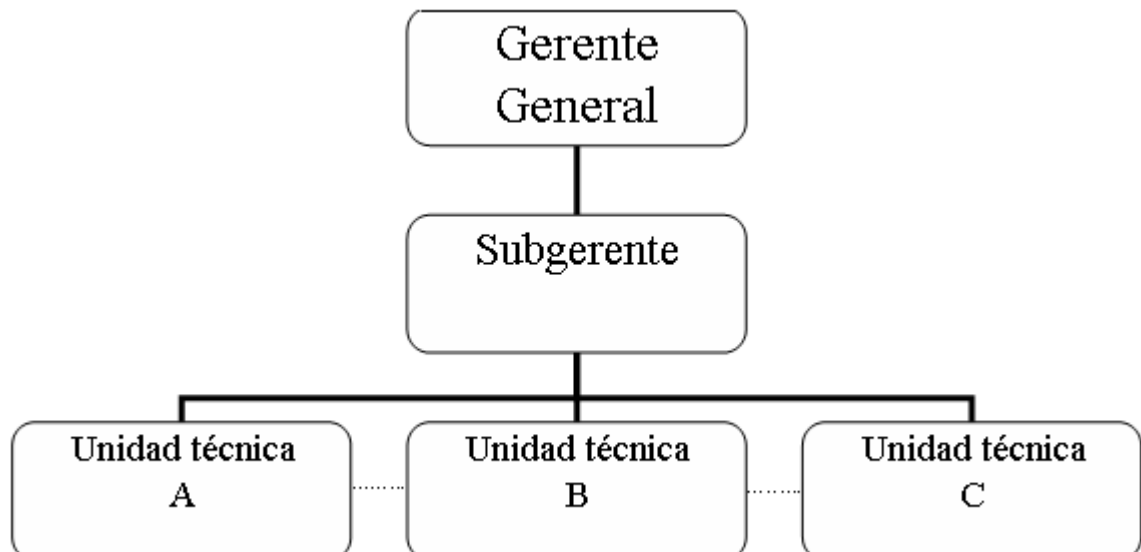 Gerente
General
Subgerente
Unidad técnica
A
Unidad técnica
B
Unidad técnica
C